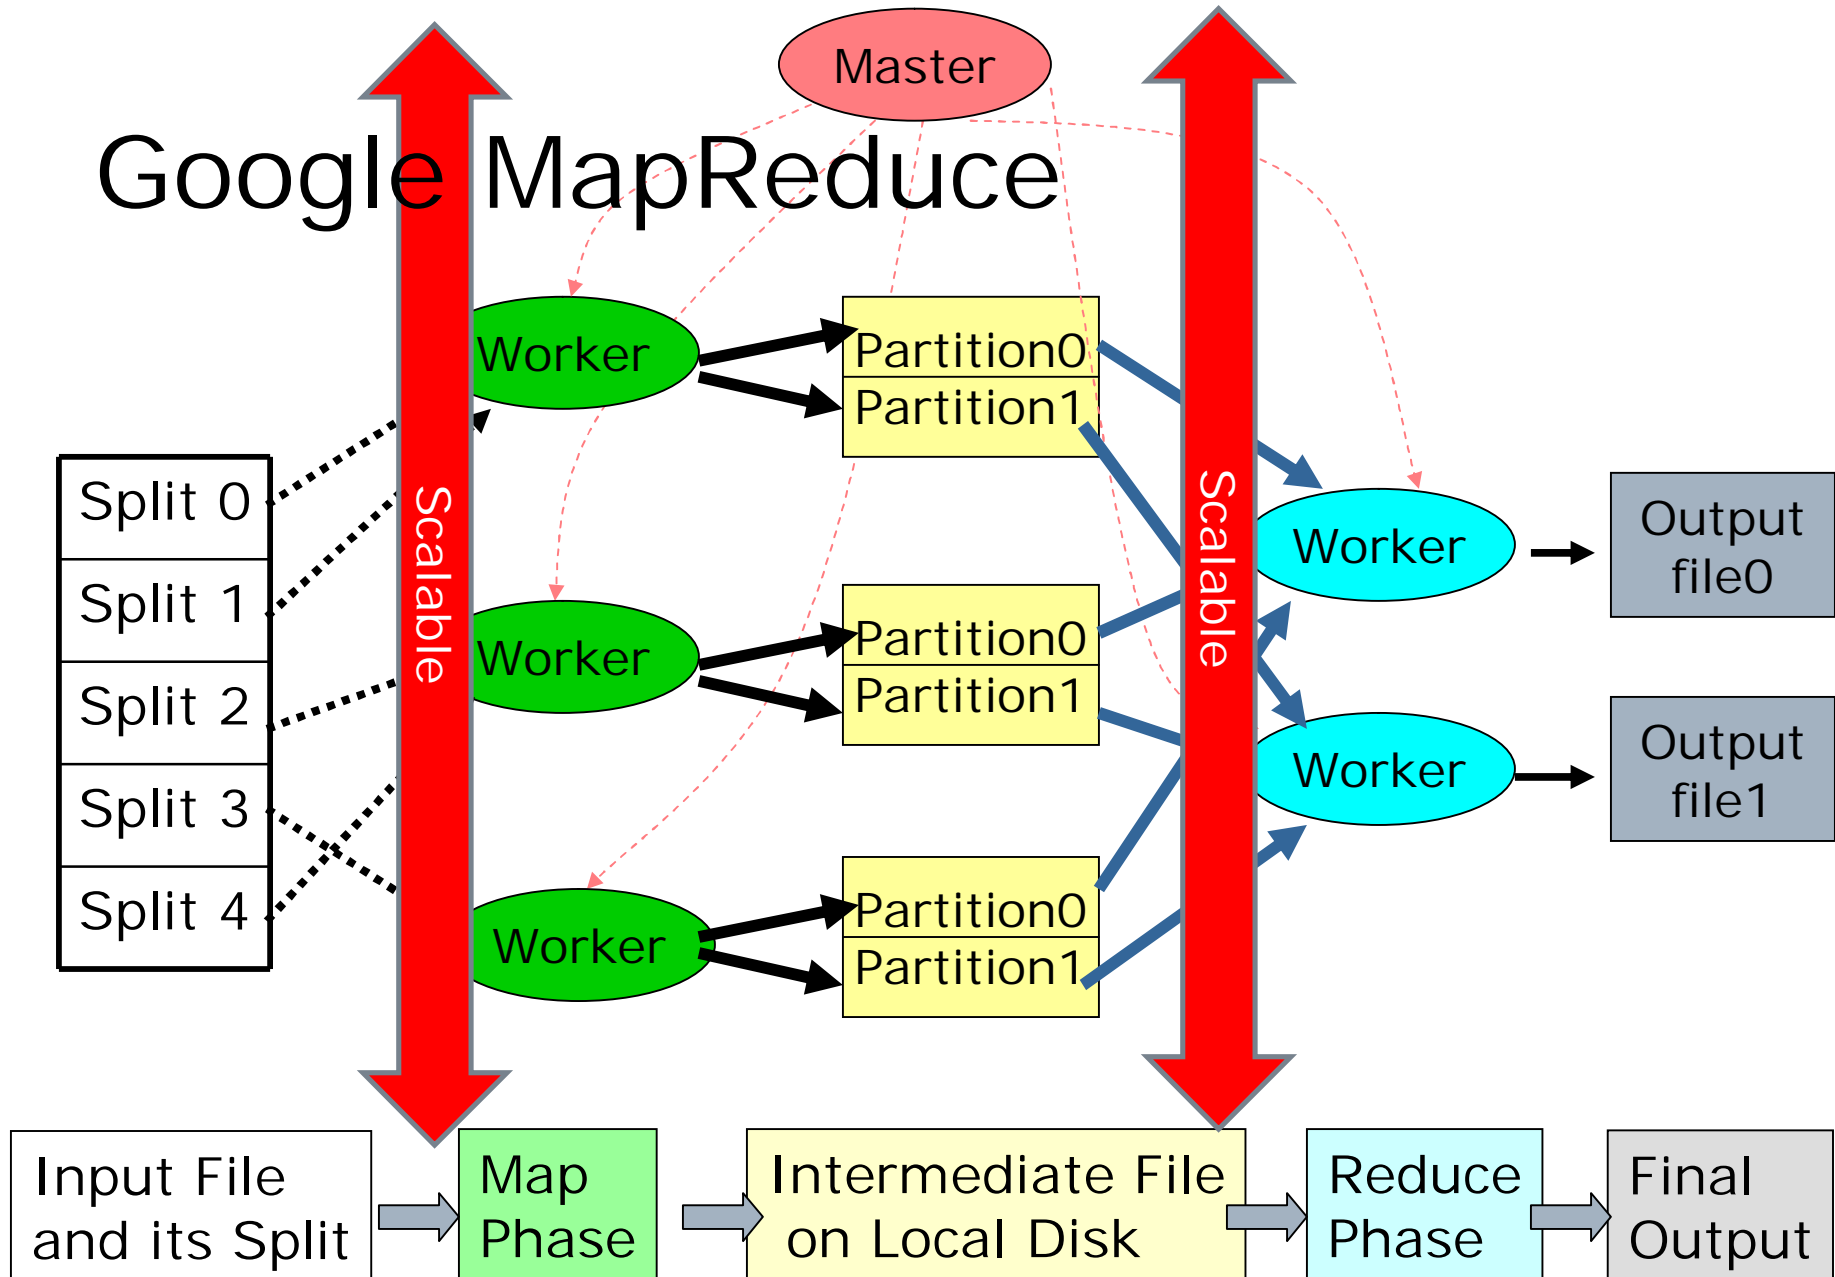 Master
Google MapReduce
Worker
Partition0
Partition1
Split 0
Split 1
Split 2
Split 3
Split 4
Scalable
Scalable
Worker
Output
file0
Worker
Partition0
Partition1
Worker
Output
file1
Worker
Partition0
Partition1
Input File
and its Split
Map
Phase
Intermediate File
on Local Disk
Reduce
Phase
Final
Output